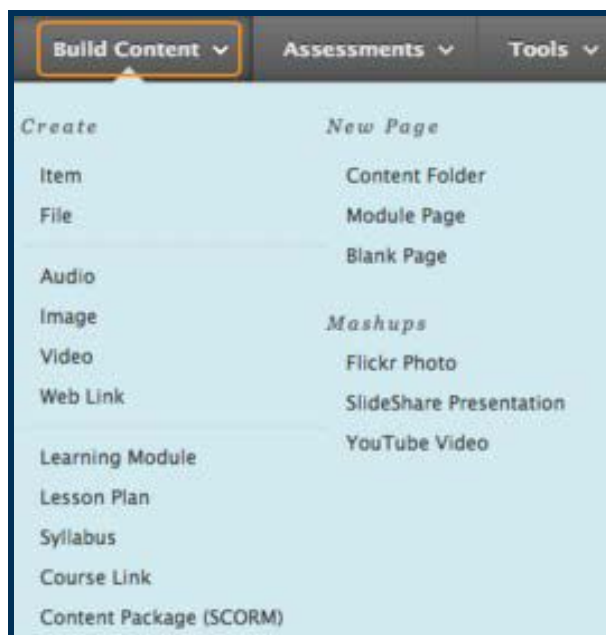 Build Content Assessments Tools
Create
Item
File
Audio
Image
Video
Web Link
Learning Module
Lesson Plan
Syllabus
Course Link
Content Package (SCORM)
New Page
Content Folder
Module Page
Blank Page
Mashups
Flickr Photo
SlideShare Presentation
YouTube Video